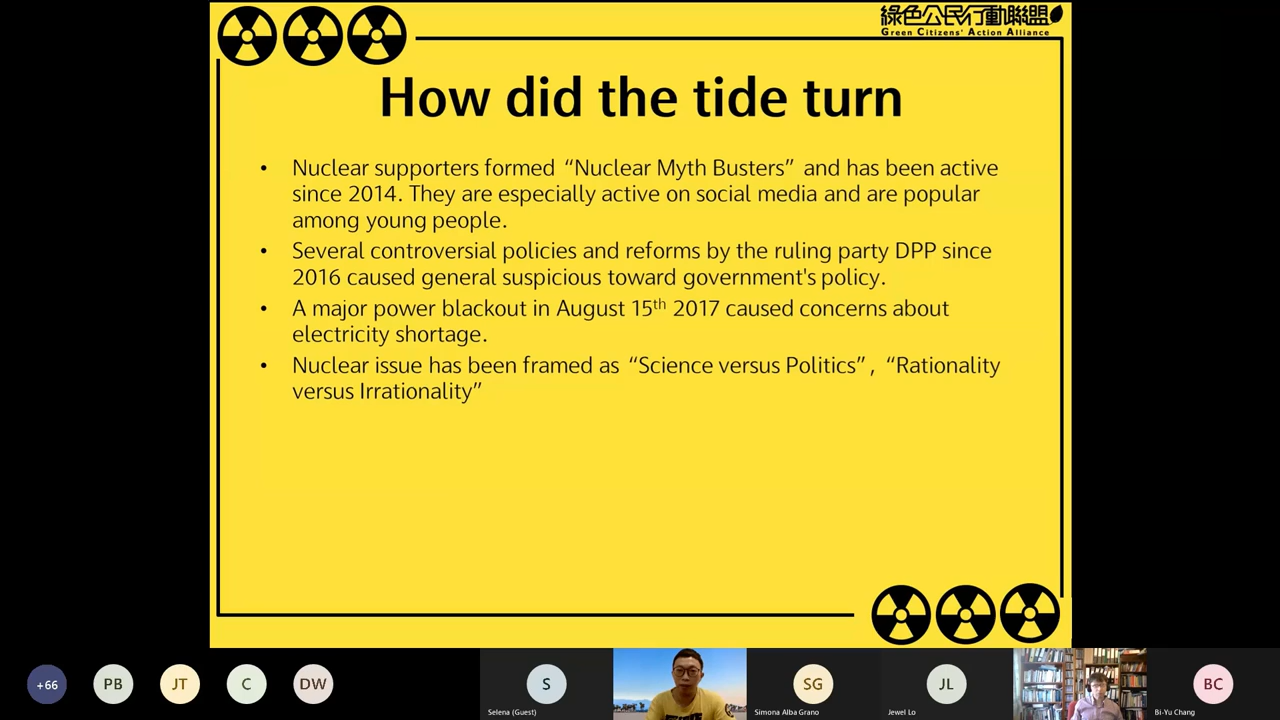 綠色公民行動聯盟
Green Citizens' Action Alliance
How did the tide turn
• Nuclear supporters formed “Nuclear Myth Busters” and has been active
since 2014. They are especially active on social media and are popular
among young people.
• Several controversial policies and reforms by the ruling party DPP since
2016 caused general suspicious toward government's policy.
• A major power blackout in August 15th 2017 caused concerns about
electricity shortage.
• Nuclear issue has been framed as “Science versus Politics”, “Rationality
versus Irrationality”
+66
PB
JT
C
DW
S
Selena (Guest)
SG
Simona Alba Grano
JL
Jewel Lo
BC
Bi-Yu Chang